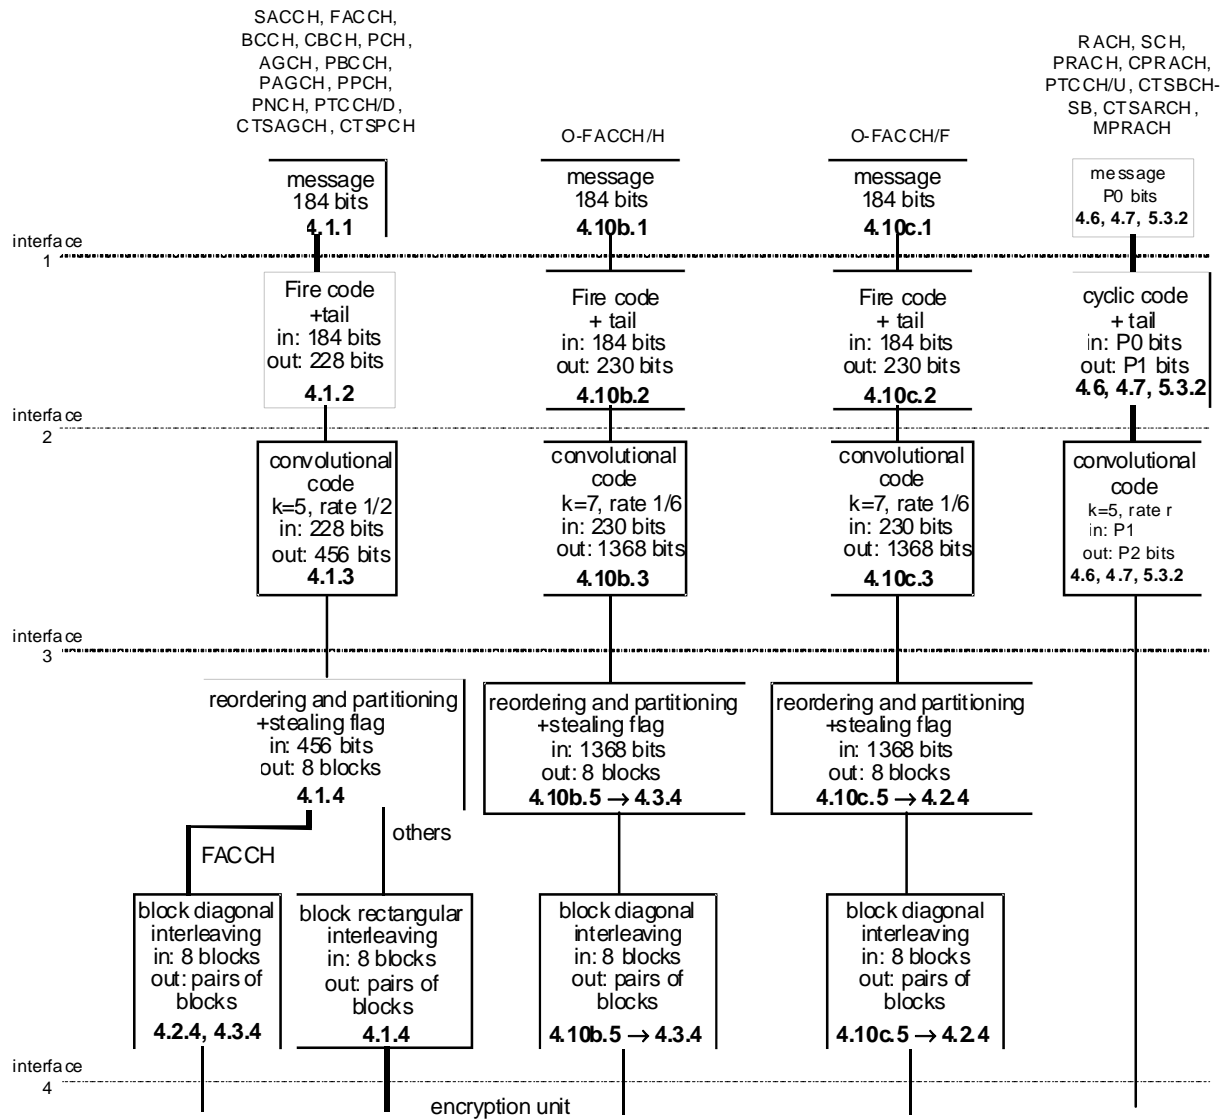 SACCH, FACCH,
BCCH, CBCH, PCH,
AGCH, PBCCH,
PAGCH, PPCH,
PNCH, PTCCH/D,
CTSAGCH, CTSPCH
O-FACCH/H
O-FACCH/F
RACH, SCH,
PRACH, CPRACH,
PTCCH/U, CTSBCH-
SB, CTSARCH,
MPRACH
message
184 bits
4.1.1
message
184 bits
4.10b.1
message
184 bits
4.10c.1
message
P0 bits
4.6, 4.7, 5.3.2
interface
1
Fire code
+tail
in: 184 bits
out: 228 bits
4.1.2
Fire code
+ tail
in: 184 bits
out: 230 bits
4.10b.2
Fire code
+ tail
in: 184 bits
out: 230 bits
4.10c.2
cyclic code
+ tail
in: P0 bits
out: P1 bits
4.6, 4.7, 5.3.2
interface
2
convolutional
code
k=5, rate 1/2
in: 228 bits
out: 456 bits
4.1.3
convolutional
code
k=7, rate 1/6
in: 230 bits
out: 1368 bits
4.10b.3
convolutional
code
k=7, rate 1/6
in: 230 bits
out: 1368 bits
4.10c.3
convolutional
code
k=5, rate r
in: P1
out: P2 bits
4.6, 4.7, 5.3.2
interface
3
reordering and partitioning
+stealing flag
in: 456 bits
out: 8 blocks
4.1.4
reordering and partitioning
+stealing flag
in: 1368 bits
out: 8 blocks
4.10b.5 → 4.3.4
reordering and partitioning
+stealing flag
in: 1368 bits
out: 8 blocks
4.10c.5 → 4.2.4
FACCH
others
block diagonal
interleaving
in: 8 blocks
out: pairs of
blocks
4.2.4, 4.3.4
block rectangular
interleaving
in: 8 blocks
out: pairs of
blocks
4.1.4
block diagonal
interleaving
in: 8 blocks
out: pairs of
blocks
4.10b.5 → 4.3.4
block diagonal
interleaving
in: 8 blocks
out: pairs of
blocks
4.10c.5 → 4.2.4
interface
4
encryption unit